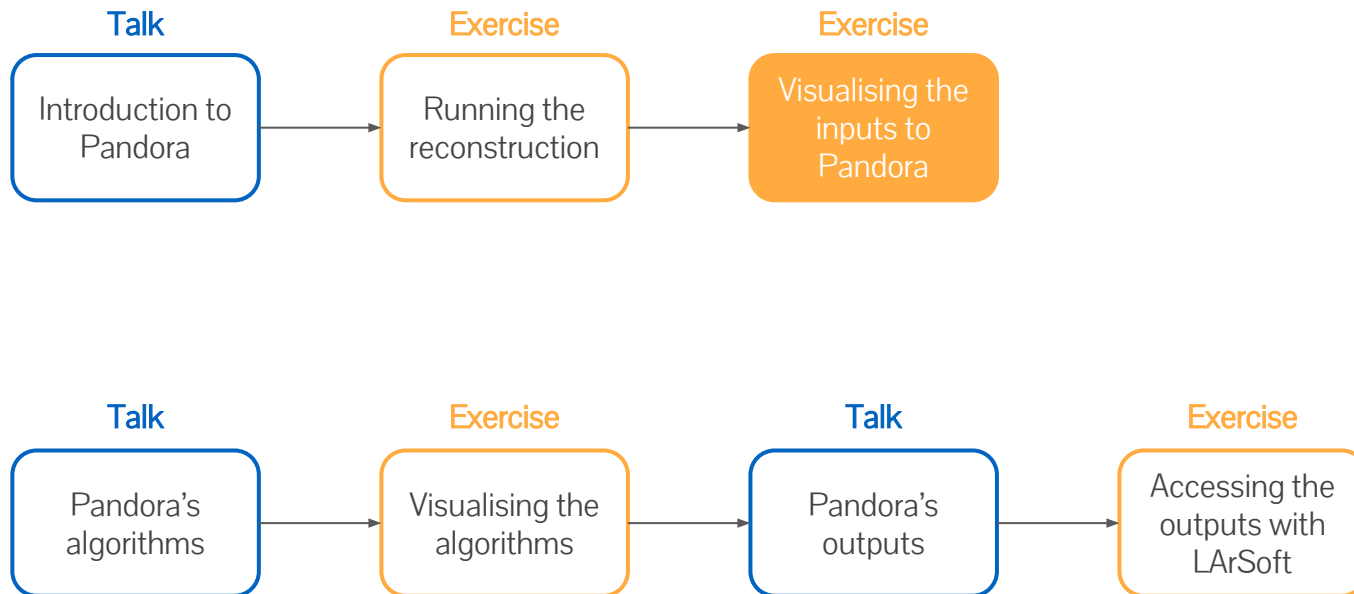 Talk
Exercise
Exercise
Introduction to
Pandora
Running the
reconstruction
Visualising the
inputs to
Pandora
Talk
Exercise
Talk
Exercise
Pandora's
algorithms
Visualising the
algorithms
Pandora's
outputs
Accessing the
outputs with
LArSoft